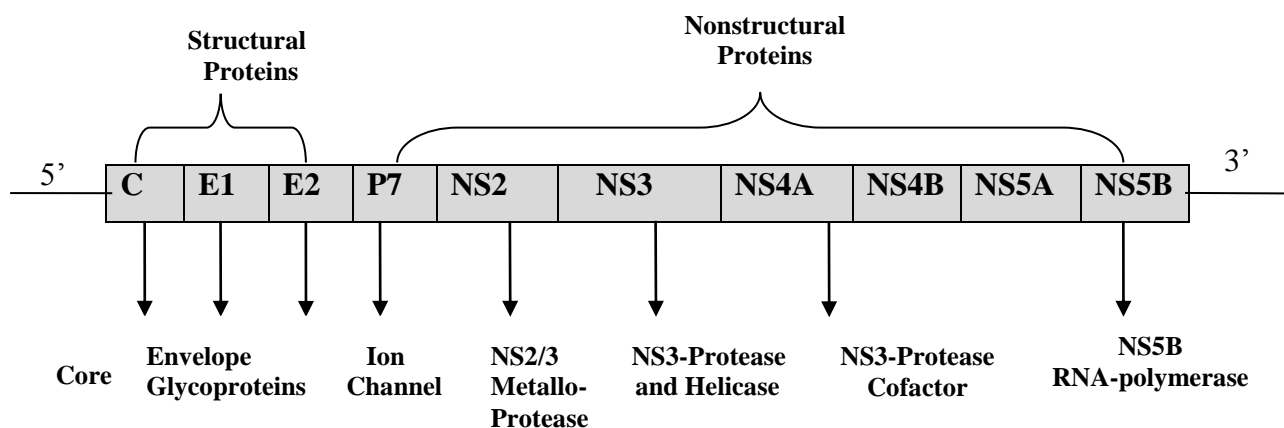 Structural
Proteins
Nonstructural
Proteins
5’
3’
C E1 E2 P7 NS2 NS3 NS4A NS4B NS5A NS5B
Core
Envelope
Glycoproteins
Ion
Channel
NS2/3
Metallo-
Protease
NS3-Protease
and Helicase
NS3-Protease
Cofactor
NS5B
RNA-polymerase